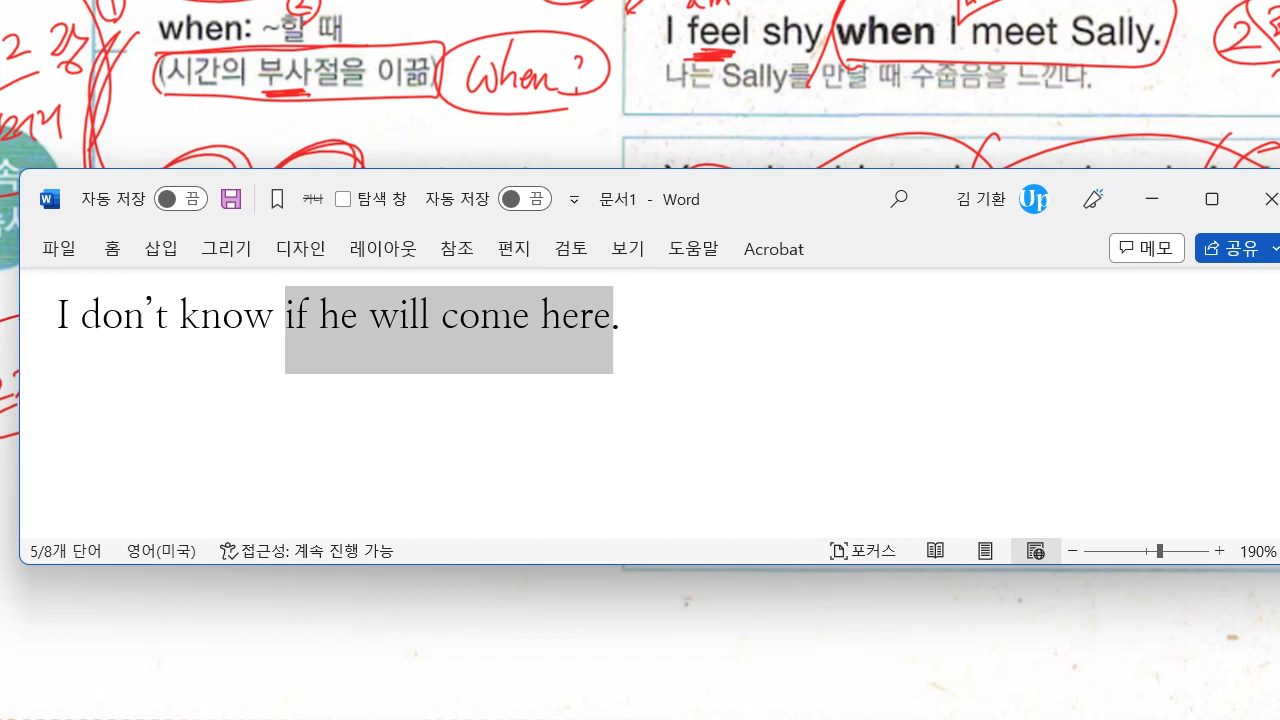 ①
②
when: ~할 때
am
I feel shy when I meet Sally.
(시간의 부사절을 이끎)
when?
나는 Sally를 만날 때 수줍음을 느낀다.
자동 저장 끔
탐색 창
자동 저장 끔
문서1 - Word
김 기환
Up
파일 홈 삽입 그리기 디자인 레이아웃 참조 편지 검토 보기 도움말 Acrobat
메모
공유
I don’t know if he will come here.
5/8개 단어 영어(미국) 접근성: 계속 진행 가능
포커스
190%